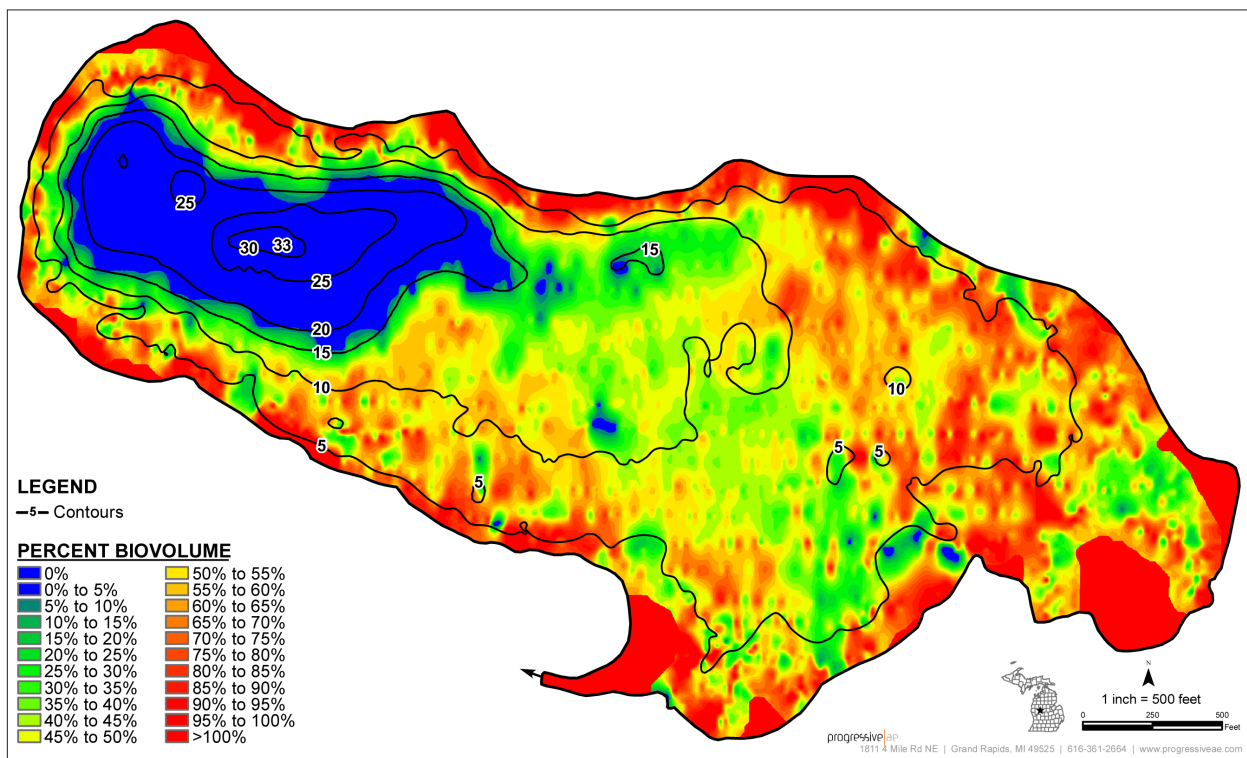 25
30
33
25
20
15
15
10
10
5
5
5
5
LEGEND
5 Contours
PERCENT BIOVOLUME
0%
0% to 5%
5% to 10%
10% to 15%
15% to 20%
20% to 25%
25% to 30%
30% to 35%
35% to 40%
40% to 45%
45% to 50%
50% to 55%
55% to 60%
60% to 65%
65% to 70%
70% to 75%
75% to 80%
80% to 85%
85% to 90%
90% to 95%
95% to 100%
>100%
N
1 inch = 500 feet
0 250 500
Feet
progressive|ae
1811 4 Mile Rd NE | Grand Rapids, MI 49525 | 616-361-2664 | www.progressiveae.com